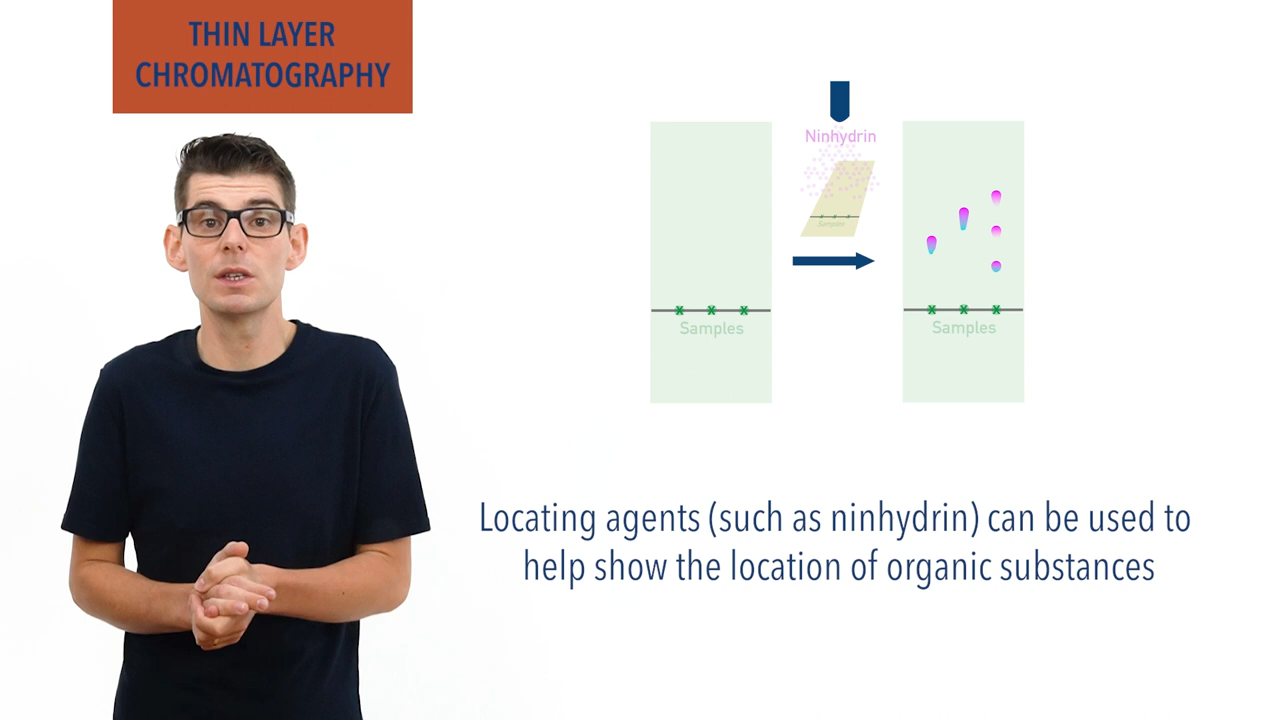 THIN LAYER
CHROMATOGRAPHY
Ninhydrin
Samples
Samples
Samples
Locating agents (such as ninhydrin) can be used to
help show the location of organic substances